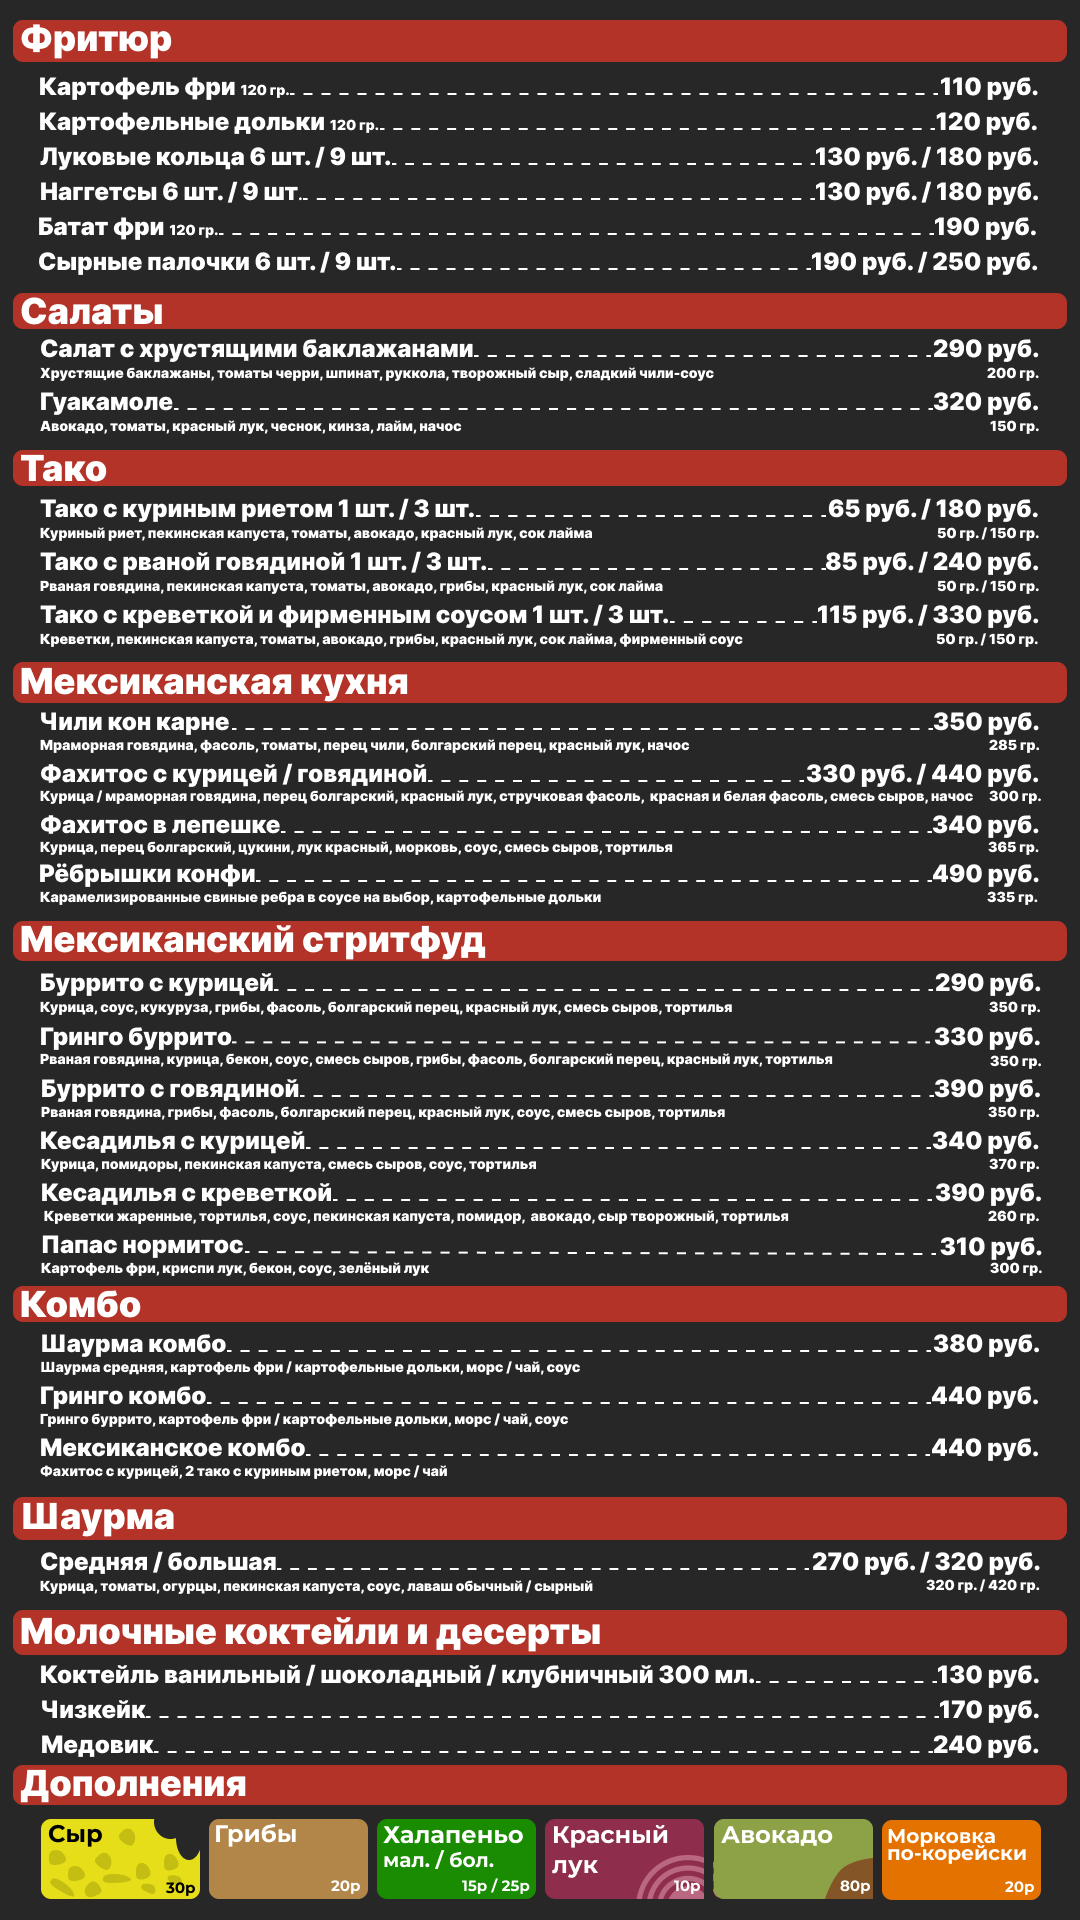 Фритюр
Картофель фри 120 гр. 110 руб.
Картофельные дольки 120 гр. 120 руб.
Луковые кольца 6 шт. / 9 шт. 130 руб. / 180 руб.
Наггетсы 6 шт. / 9 шт. 130 руб. / 180 руб.
Батат фри 120 гр. 190 руб.
Сырные палочки 6 шт. / 9 шт. 190 руб. / 250 руб.
Салаты
Салат с хрустящими баклажанами 290 руб.
Хрустящие баклажаны, томаты черри, шпинат, руккола, творожный сыр, сладкий чили-соус 200 гр.
Гуакамоле 320 руб.
Авокадо, томаты, красный лук, чеснок, кинза, лайм, начос 150 гр.
Тако
Тако с куриным риетом 1 шт. / 3 шт. 65 руб. / 180 руб.
Куриный риет, пекинская капуста, томаты, авокадо, красный лук, сок лайма 50 гр. / 150 гр.
Тако с рваной говядиной 1 шт. / 3 шт. 85 руб. / 240 руб.
Рваная говядина, пекинская капуста, томаты, авокадо, грибы, красный лук, сок лайма 50 гр. / 150 гр.
Тако с креветкой и фирменным соусом 1 шт. / 3 шт. 115 руб. / 330 руб.
Креветки, пекинская капуста, томаты, авокадо, грибы, красный лук, сок лайма, фирменный соус 50 гр. / 150 гр.
Мексиканская кухня
Чили кон карне 350 руб.
Мраморная говядина, фасоль, томаты, перец чили, болгарский перец, красный лук, начос 285 гр.
Фахитос с курицей / говядиной 330 руб. / 440 руб.
Курица / мраморная говядина, перец болгарский, красный лук, стручковая фасоль, красная и белая фасоль, смесь сыров, начос 300 гр.
Фахитос в лепешке 340 руб.
Курица, перец болгарский, цукини, лук красный, морковь, соус, смесь сыров, тортилья 365 гр.
Рёбрышки конфи 490 руб.
Карамелизированные свиные ребра в соусе на выбор, картофельные дольки 335 гр.
Мексиканский стритфуд
Буррито с курицей 290 руб.
Курица, соус, кукуруза, грибы, фасоль, болгарский перец, красный лук, смесь сыров, тортилья 350 гр.
Гринго буррито 330 руб.
Рваная говядина, курица, бекон, соус, смесь сыров, грибы, фасоль, болгарский перец, красный лук, тортилья 350 гр.
Буррито с говядиной 390 руб.
Рваная говядина, грибы, фасоль, болгарский перец, красный лук, соус, смесь сыров, тортилья 350 гр.
Кесадилья с курицей 340 руб.
Курица, помидоры, пекинская капуста, смесь сыров, соус, тортилья 370 гр.
Кесадилья с креветкой 390 руб.
Креветки жаренные, тортилья, соус, пекинская капуста, помидор, авокадо, сыр творожный, тортилья 260 гр.
Папас нормитос 310 руб.
Картофель фри, криспи лук, бекон, соус, зелёный лук 300 гр.
Комбо
Шаурма комбо 380 руб.
Шаурма средняя, картофель фри / картофельные дольки, морс / чай, соус
Гринго комбо 440 руб.
Гринго буррито, картофель фри / картофельные дольки, морс / чай, соус
Мексиканское комбо 440 руб.
Фахитос с курицей, 2 тако с куриным риетом, морс / чай
Шаурма
Средняя / большая 270 руб. / 320 руб.
Курица, томаты, огурцы, пекинская капуста, соус, лаваш обычный / сырный 320 гр. / 420 гр.
Молочные коктейли и десерты
Коктейль ванильный / шоколадный / клубничный 300 мл. 130 руб.
Чизкейк 170 руб.
Медовик 240 руб.
Дополнения
Сыр
30р
Грибы
20р
Халапеньо
мал. / бол.
15р / 25р
Красный
лук
10р
Авокадо
80р
Морковка
по-корейски
20р